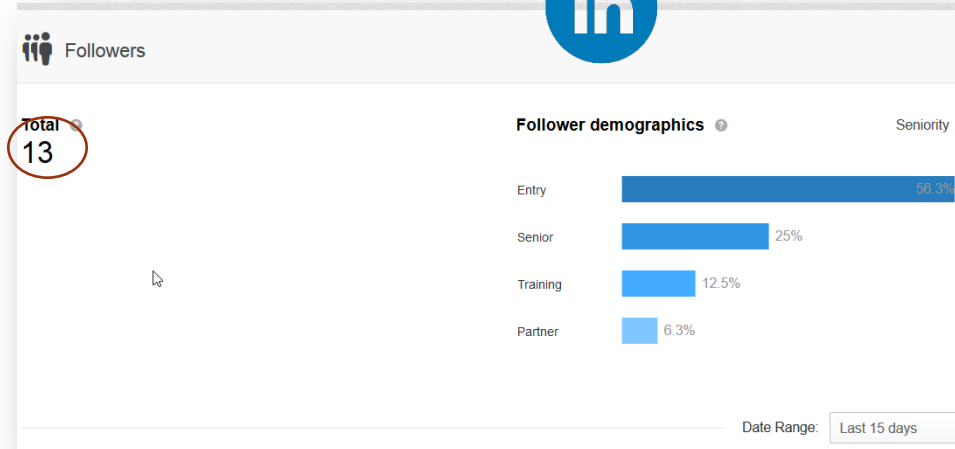 in
Followers
Total
13
Follower demographics
Seniority
Entry 56.3%
Senior 25%
Training 12.5%
Partner 6.3%
Date Range: Last 15 days